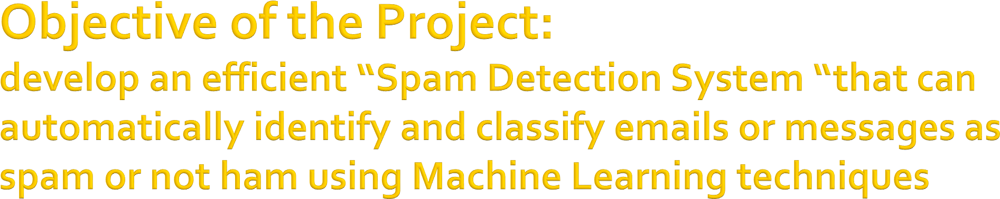 Objective of the Project:
develop an efficient “Spam Detection System “that can
automatically identify and classify emails or messages as
spam or not ham using Machine Learning techniques